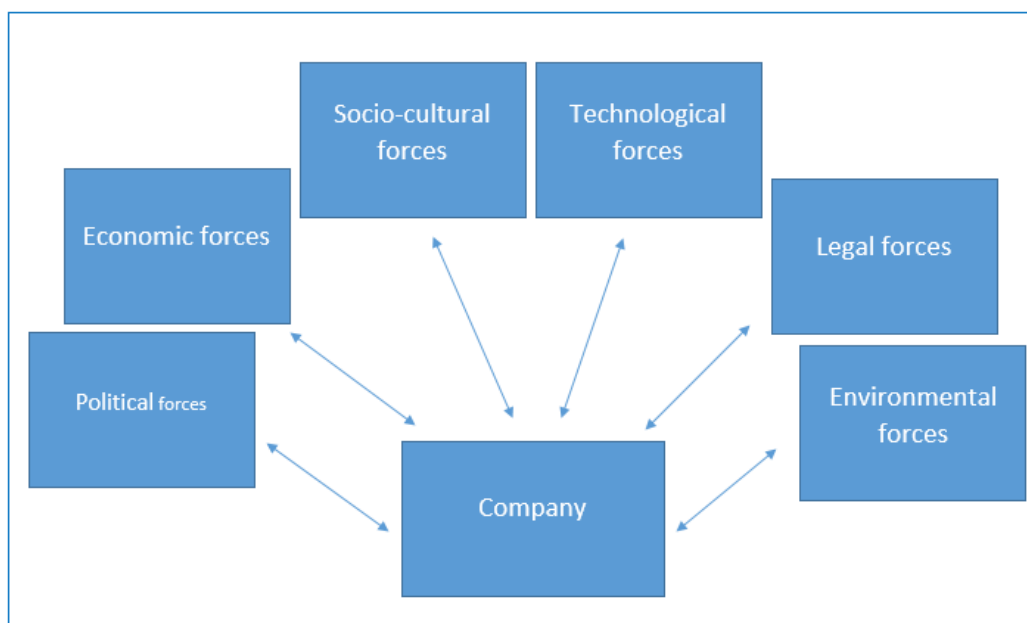 Socio-cultural
forces
Technological
forces
Economic forces
Legal forces
Political forces
Environmental
forces
Company